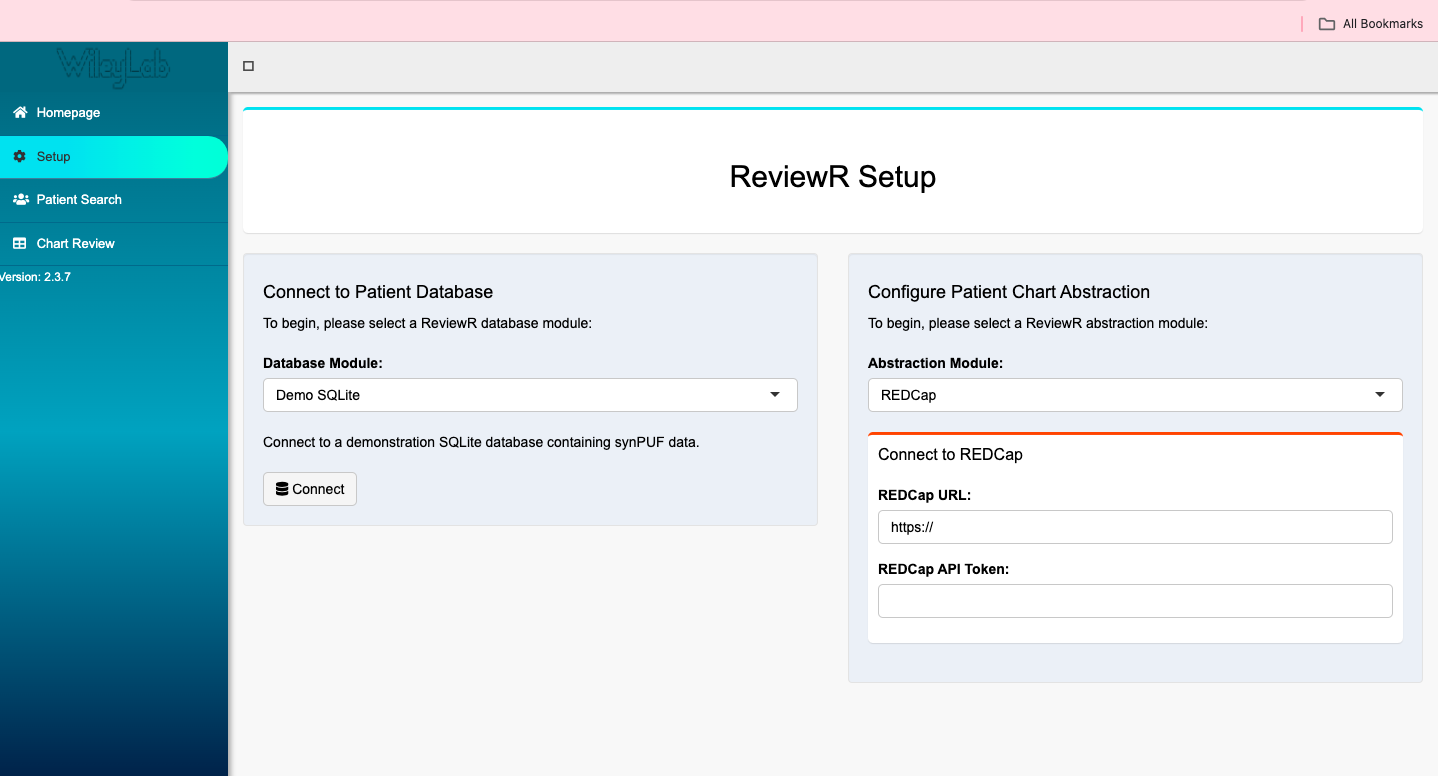 All Bookmarks
WileyLab
Homepage
Setup
Patient Search
Chart Review
Version: 2.3.7
ReviewR Setup
Connect to Patient Database
To begin, please select a ReviewR database module:
Database Module:
Demo SQLite
Connect to a demonstration SQLite database containing synPUF data.
Connect
Configure Patient Chart Abstraction
To begin, please select a ReviewR abstraction module:
Abstraction Module:
REDCap
Connect to REDCap
REDCap URL:
https://
REDCap API Token: